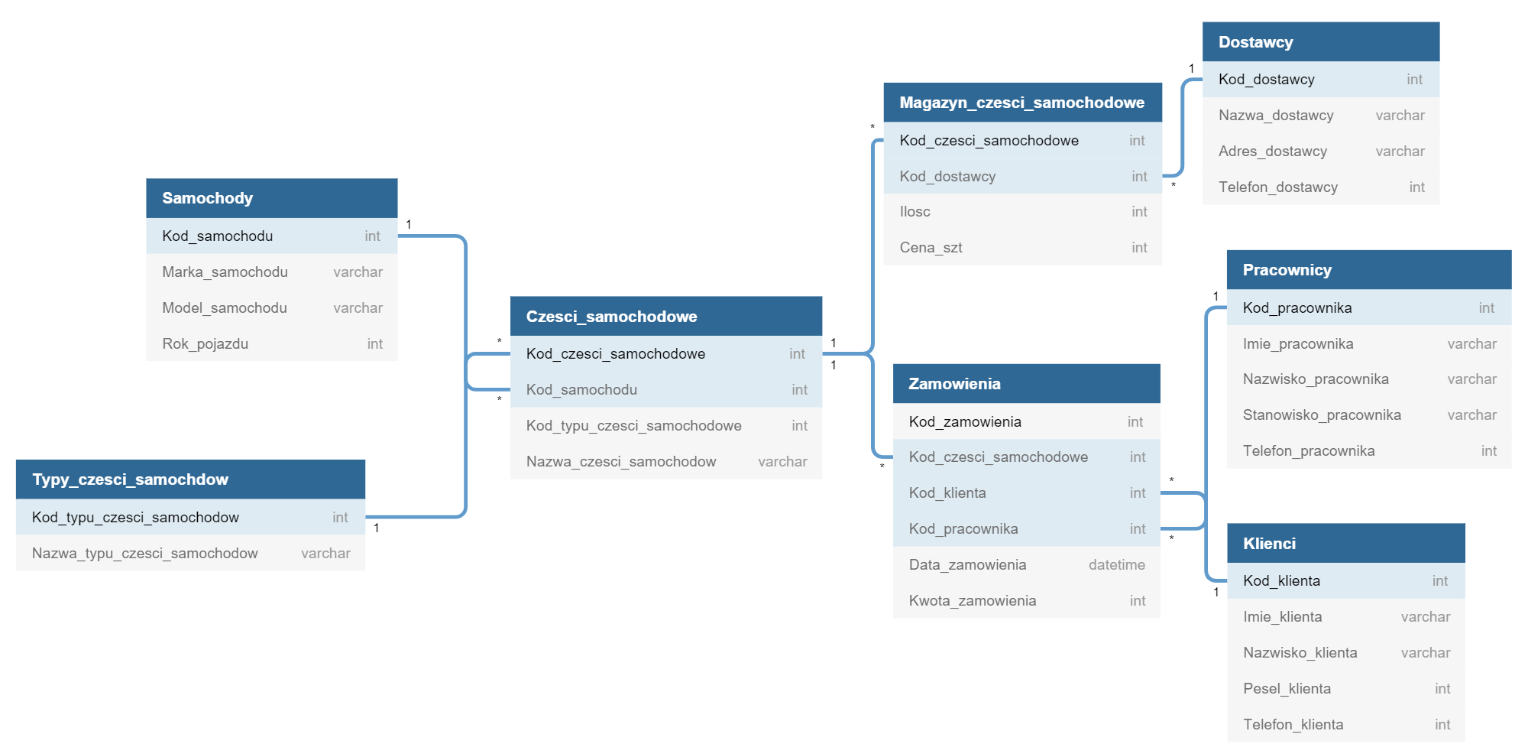 Dostawcy
Kod_dostawcy int
Nazwa_dostawcy varchar
Adres_dostawcy varchar
Telefon_dostawcy int
1
*
Magazyn_czesci_samochodowe
Kod_czesci_samochodowe int
Kod_dostawcy int
Ilosc int
Cena_szt int
*
Samochody
Kod_samochodu int
Marka_samochodu varchar
Model_samochodu varchar
Rok_pojazdu int
1
Czesci_samochodowe
Kod_czesci_samochodowe int
Kod_samochodu int
Kod_typu_czesci_samochodowe int
Nazwa_czesci_samochodow varchar
*
*
1
1
Typy_czesci_samochdow
Kod_typu_czesci_samochodow int
Nazwa_typu_czesci_samochodow varchar
1
Zamowienia
Kod_zamowienia int
Kod_czesci_samochodowe int
Kod_klienta int
Kod_pracownika int
Data_zamowienia datetime
Kwota_zamowienia int
*
*
*
Pracownicy
Kod_pracownika int
Imie_pracownika varchar
Nazwisko_pracownika varchar
Stanowisko_pracownika varchar
Telefon_pracownika int
1
Klienci
Kod_klienta int
Imie_klienta varchar
Nazwisko_klienta varchar
Pesel_klienta int
Telefon_klienta int
1